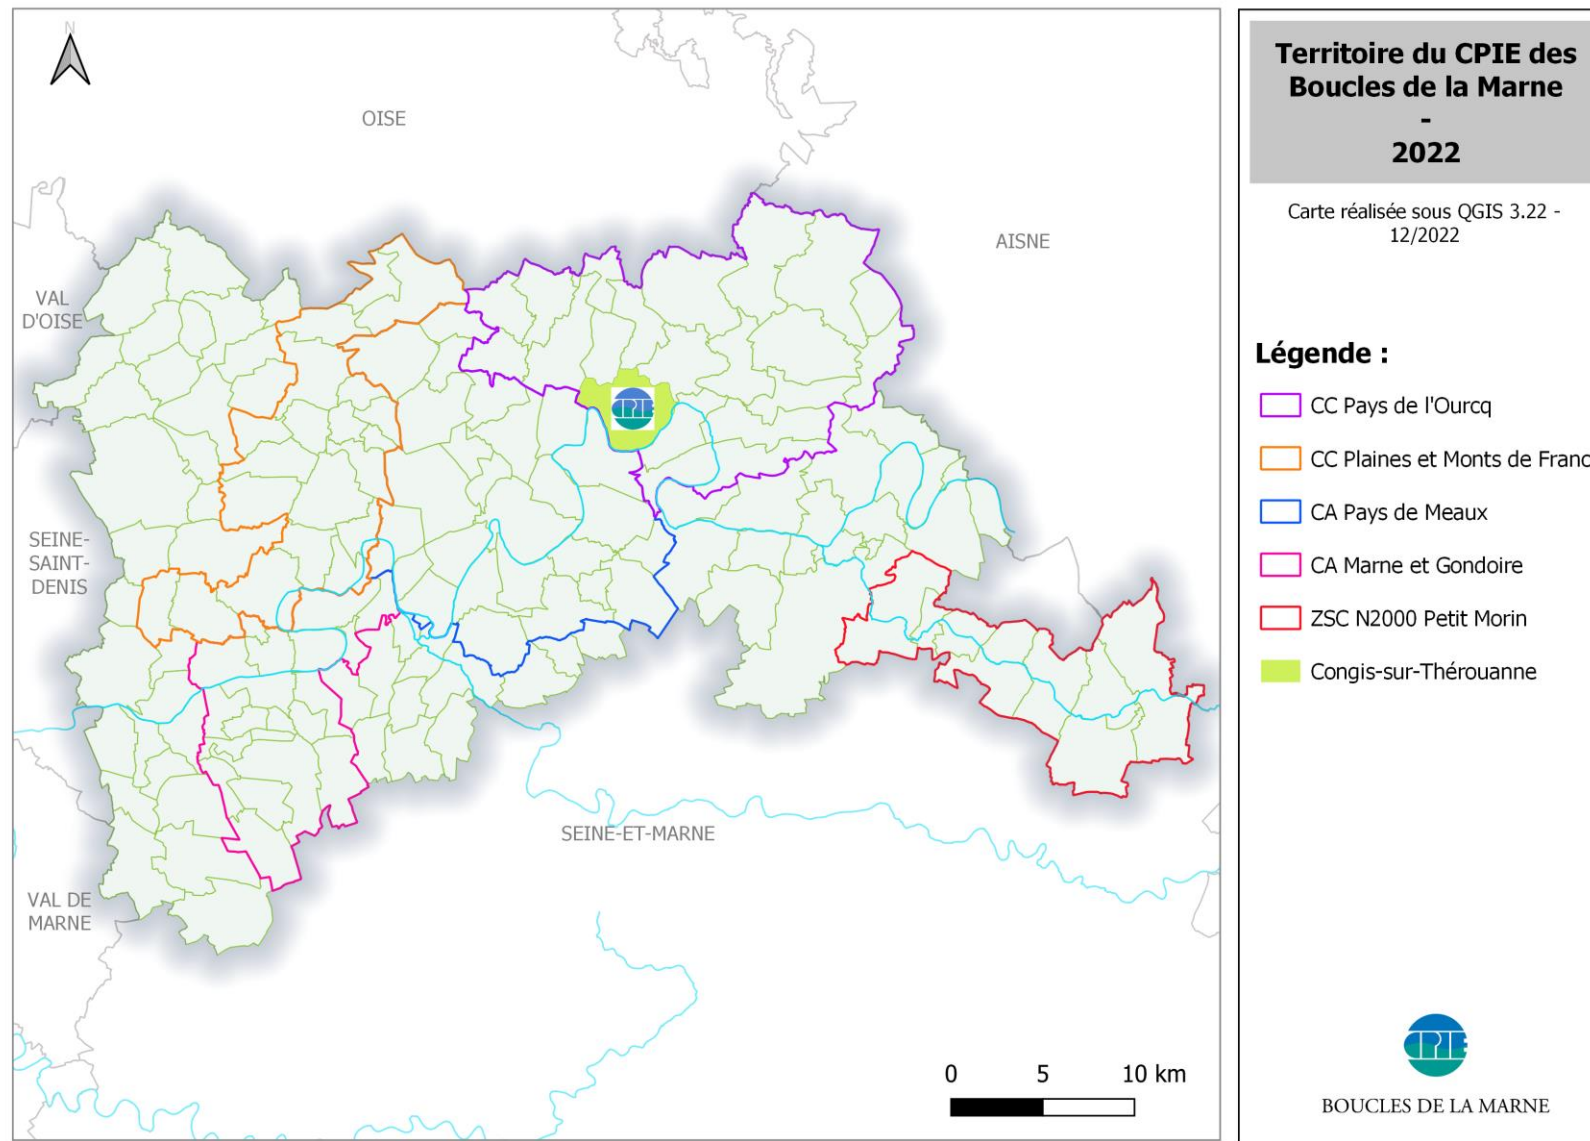 N
OISE
AISNE
VAL
D'OISE
SEINE-
SAINT-
DENIS
VAL DE
MARNE
SEINE-ET-MARNE
CPIE
0 5 10 km
Territoire du CPIE des
Boucles de la Marne
-
2022
Carte réalisée sous QGIS 3.22 -
12/2022
Légende :
CC Pays de l'Ourcq
CC Plaines et Monts de Franc
CA Pays de Meaux
CA Marne et Gondoire
ZSC N2000 Petit Morin
Congis-sur-Thérouanne
CPIE
BOUCLES DE LA MARNE